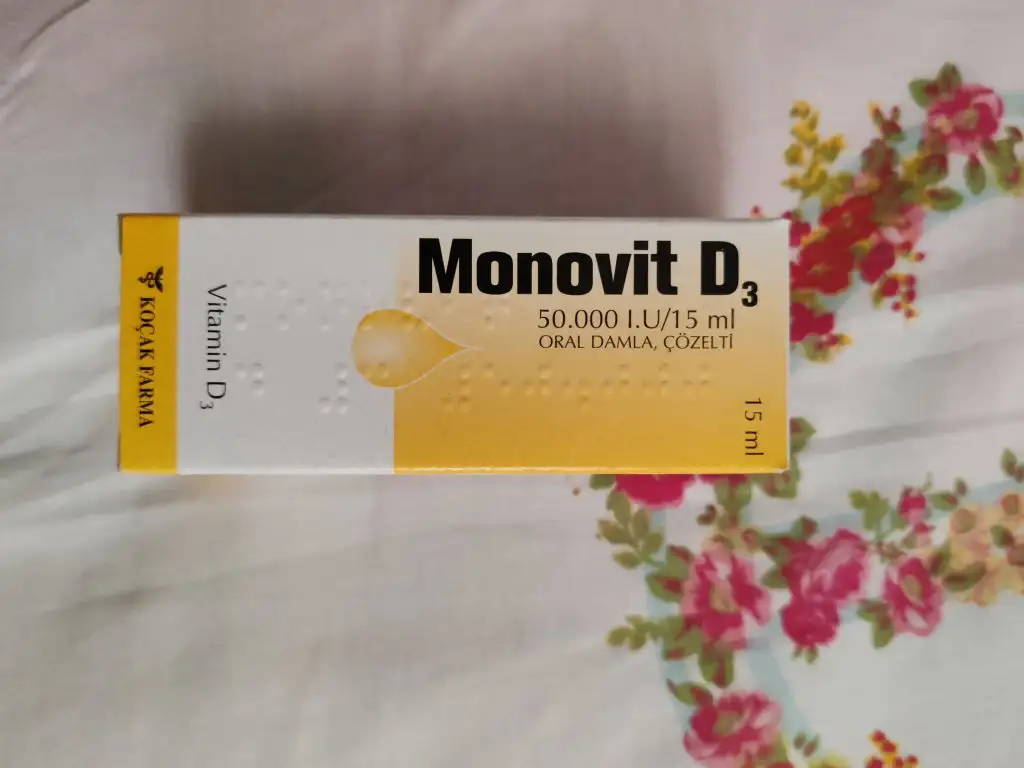 Monovit D3
50.000 I.U/15 ml
ORAL DAMLA, ÇÖZELTİ
15 ml
Vitamin D3
KOÇAK FARMA